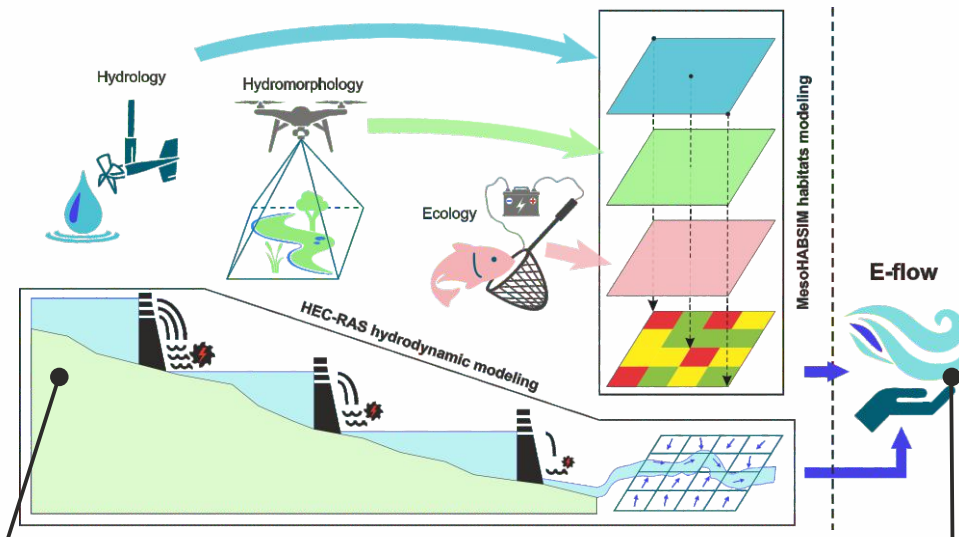 Hydrology
Hydromorphology
Ecology
MesoHABSIM habitats modeling
E-flow
HEC-RAS hydrodynamic modeling